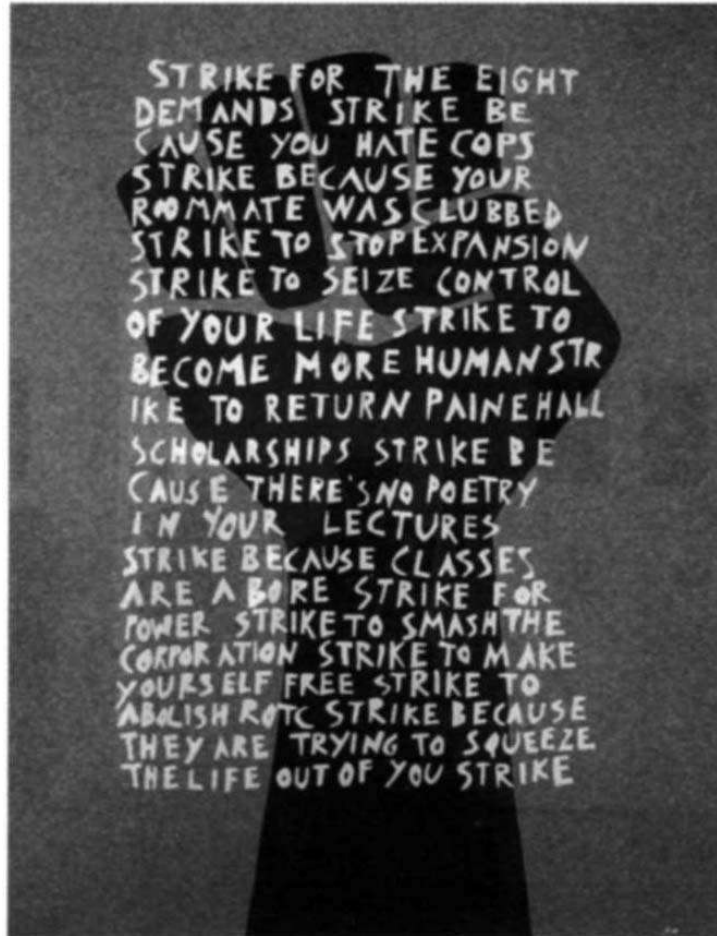 STRIKE FOR THE EIGHT
DEMANDS STRIKE BE
CAUSE YOU HATE COPS
STRIKE BECAUSE YOUR
ROOMMATE WAS CLUBBED
STRIKE TO STOP EXPANSION
STRIKE TO SEIZE CONTROL
OF YOUR LIFE STRIKE TO
BECOME MORE HUMAN STR
IKE TO RETURN PAINE HALL
SCHOLARSHIPS STRIKE BE
CAUSE THERE'S NO POETRY
IN YOUR LECTURES
STRIKE BECAUSE CLASSES
ARE A BORE STRIKE FOR
POWER STRIKE TO SMASH THE
CORPORATION STRIKE TO MAKE
YOURSELF FREE STRIKE TO
ABOLISH ROTC STRIKE BECAUSE
THEY ARE TRYING TO SQUEEZE
THE LIFE OUT OF YOU STRIKE